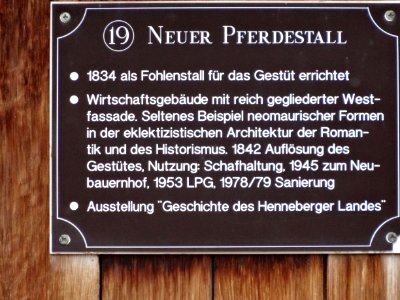 19 NEUER PFERDESTALL
• 1834 als Fohlenstall für das Gestüt errichtet
• Wirtschaftsgebäude mit reich gegliederter West-
fassade. Seltenes Beispiel neomaurischer Formen
in der eklektizistischen Architektur der Roman-
tik und des Historismus. 1842 Auflösung des
Gestütes, Nutzung: Schafhaltung, 1945 zum Neu-
bauernhof, 1953 LPG, 1978/79 Sanierung
• Ausstellung "Geschichte des Henneberger Landes"